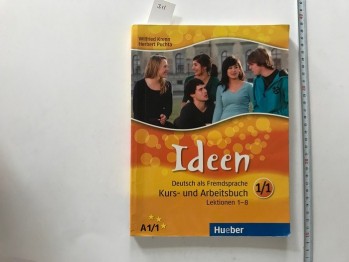 Wilfried Krenn
Herbert Puchta
Ideen
Deutsch als Fremdsprache
Kurs- und Arbeitsbuch
1/1
Lektionen 1–8
A1/1
Hueber